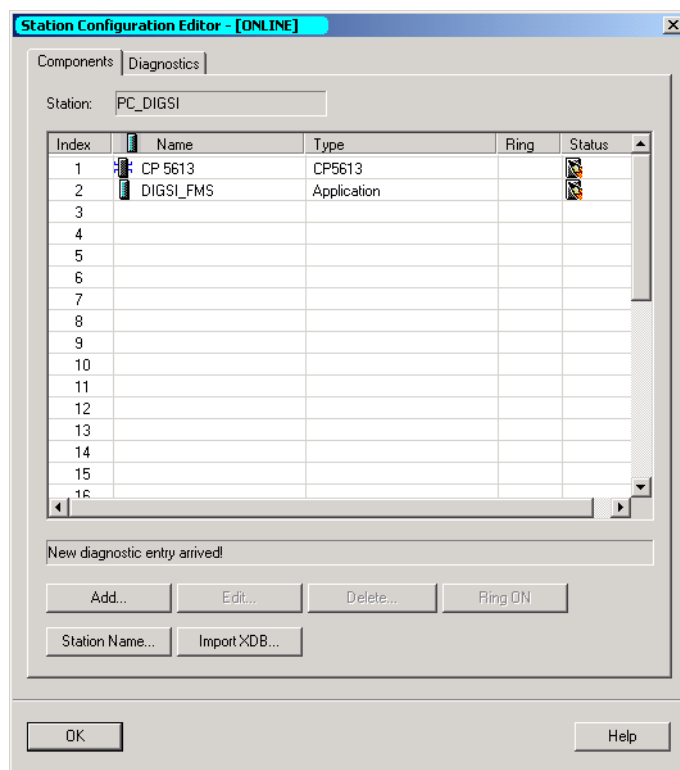 Station Configuration Editor - [ONLINE]
Components Diagnostics
Station: PC_DIGSI
Index Name Type Ring Status
1 CP 5613 CP5613
2 DIGSI_FMS Application
3
4
5
6
7
8
9
10
11
12
13
14
15
16
New diagnostic entry arrived!
Add... Edit... Delete... Ring ON
Station Name... Import XDB...
OK Help